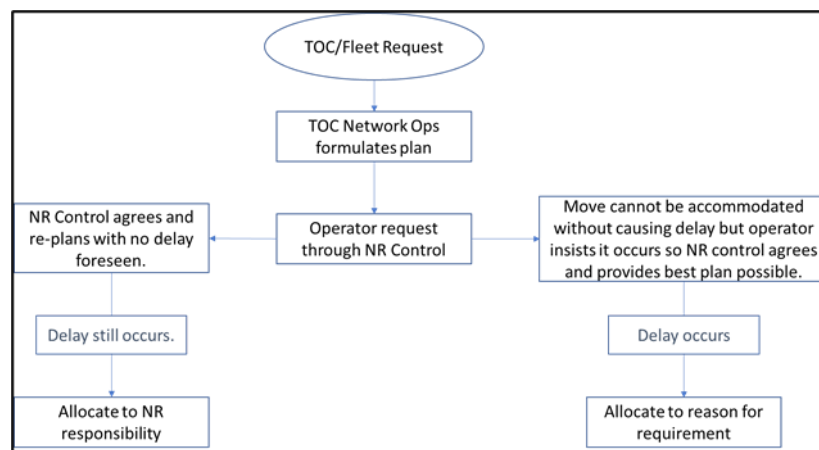 TOC/Fleet Request
TOC Network Ops
formulates plan
NR Control agrees and
re-plans with no delay
foreseen.
Operator request
through NR Control
Move cannot be accommodated
without causing delay but operator
insists it occurs so NR control agrees
and provides best plan possible.
Delay still occurs.
Delay occurs
Allocate to NR
responsibility
Allocate to reason for
requirement